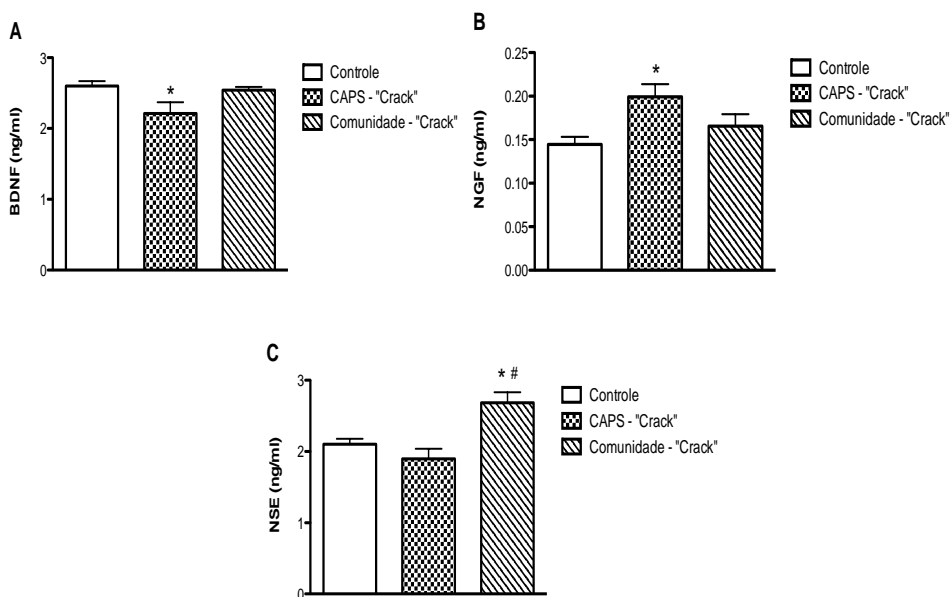 A
BDNF (ng/ml)
3
2
1
0
*
Controle
CAPS - "Crack"
Comunidade - "Crack"
B
NGF (ng/ml)
0.25
0.20
0.15
0.10
0.05
0.00
*
Controle
CAPS - "Crack"
Comunidade - "Crack"
C
NSE (ng/ml)
3
2
1
0
* #
Controle
CAPS - "Crack"
Comunidade - "Crack"